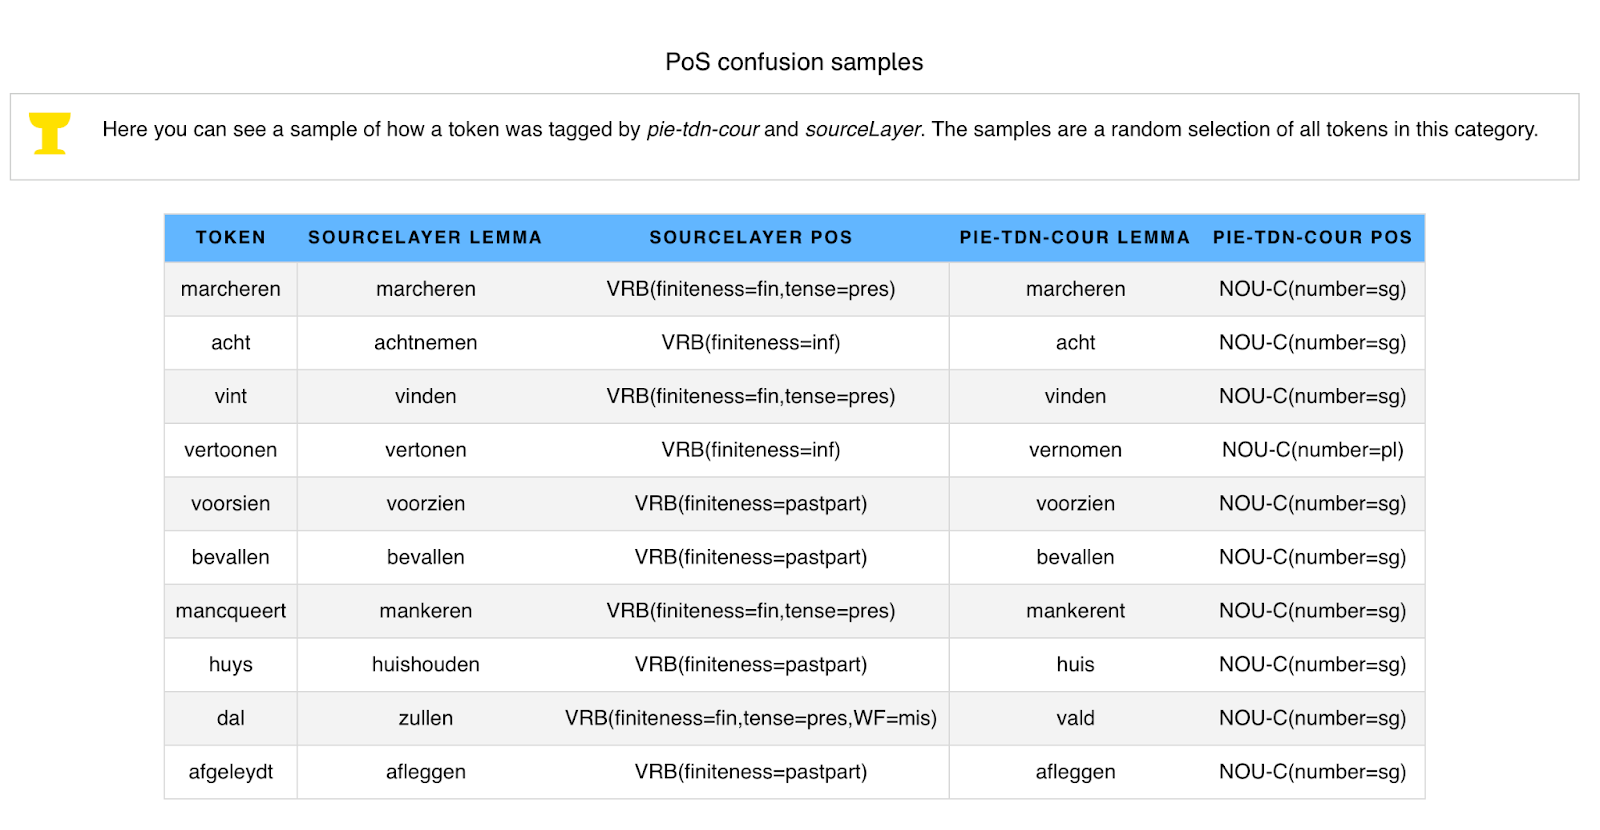 PoS confusion samples
Here you can see a sample of how a token was tagged by pie-tdn-cour and sourceLayer. The samples are a random selection of all tokens in this category.
TOKEN SOURCELAYER LEMMA SOURCELAYER POS PIE-TDN-COUR LEMMA PIE-TDN-COUR POS
marcheren marcheren VRB(finiteness=fin,tense=pres) marcheren NOU-C(number=sg)
acht achtnemen VRB(finiteness=inf) acht NOU-C(number=sg)
vint vinden VRB(finiteness=fin,tense=pres) vinden NOU-C(number=sg)
vertoonen vertonen VRB(finiteness=inf) vernomen NOU-C(number=pl)
voorsien voorzien VRB(finiteness=pastpart) voorzien NOU-C(number=sg)
bevallen bevallen VRB(finiteness=pastpart) bevallen NOU-C(number=sg)
mancqueert mankeren VRB(finiteness=fin,tense=pres) mankerent NOU-C(number=sg)
huys huishouden VRB(finiteness=pastpart) huis NOU-C(number=sg)
dal zullen VRB(finiteness=fin,tense=pres,WF=mis) vald NOU-C(number=sg)
afgeleydt afleggen VRB(finiteness=pastpart) afleggen NOU-C(number=sg)